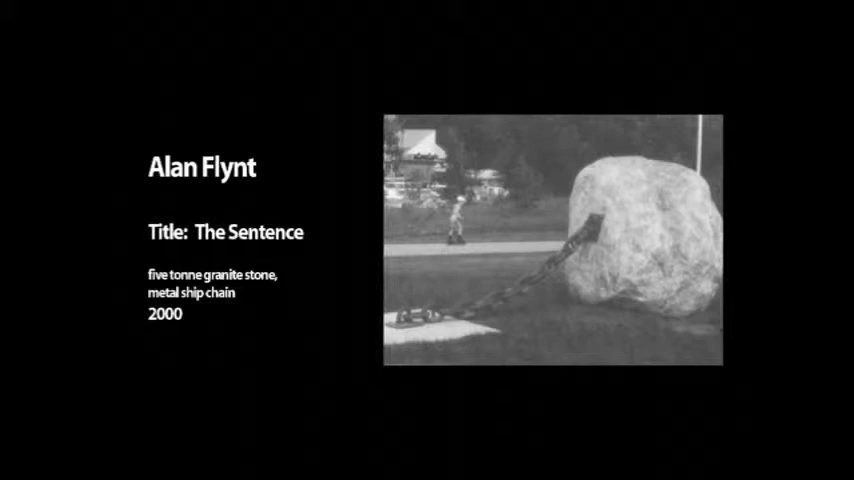 Alan Flynt
Title: The Sentence
five tonne granite stone,
metal ship chain
2000